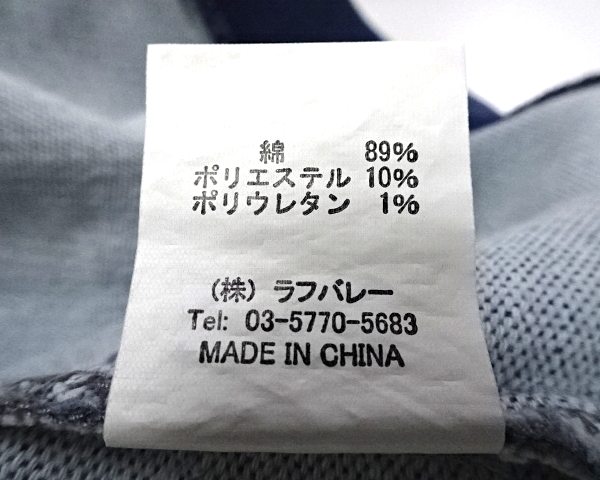 綿 89%
ポリエステル 10%
ポリウレタン 1%
(株) ラフバレー
Tel: 03-5770-5683
MADE IN CHINA